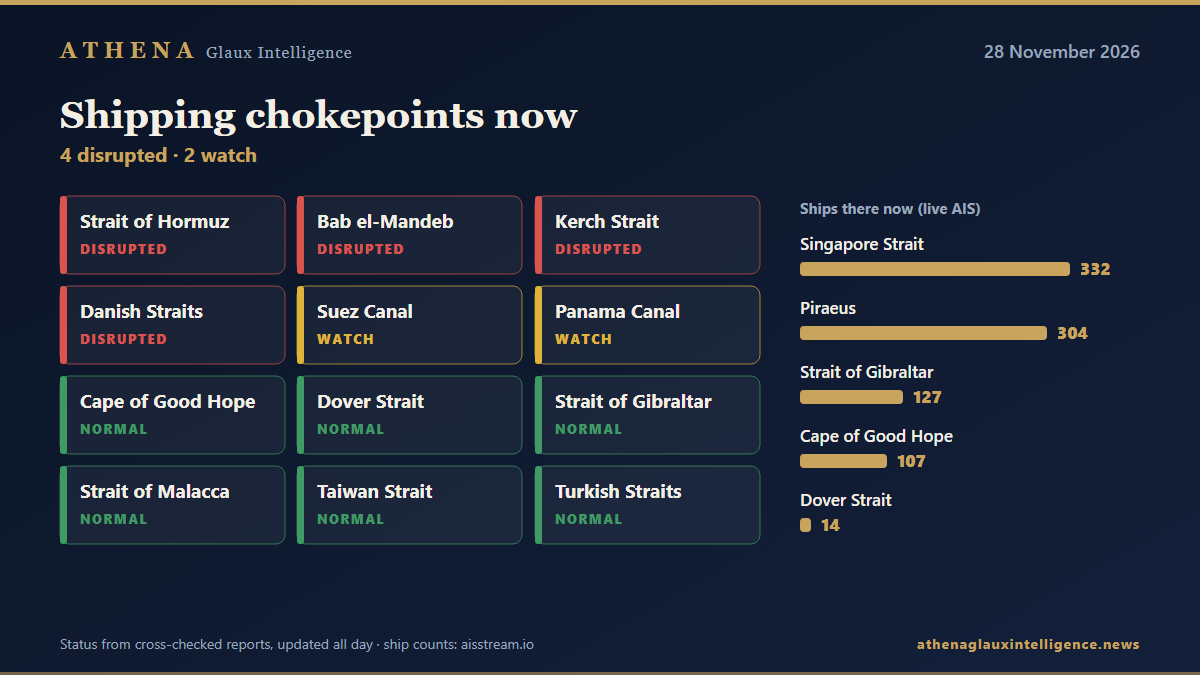 ATHENA Glaux Intelligence
28 November 2026
Shipping chokepoints now
4 disrupted · 2 watch
Strait of Hormuz
DISRUPTED
Bab el-Mandeb
DISRUPTED
Kerch Strait
DISRUPTED
Danish Straits
DISRUPTED
Suez Canal
WATCH
Panama Canal
WATCH
Cape of Good Hope
NORMAL
Dover Strait
NORMAL
Strait of Gibraltar
NORMAL
Strait of Malacca
NORMAL
Taiwan Strait
NORMAL
Turkish Straits
NORMAL
Ships there now (live AIS)
Singapore Strait
332
Piraeus
304
Strait of Gibraltar
127
Cape of Good Hope
107
Dover Strait
14
Status from cross-checked reports, updated all day · ship counts: aisstream.io
athenaglauxintelligence.news